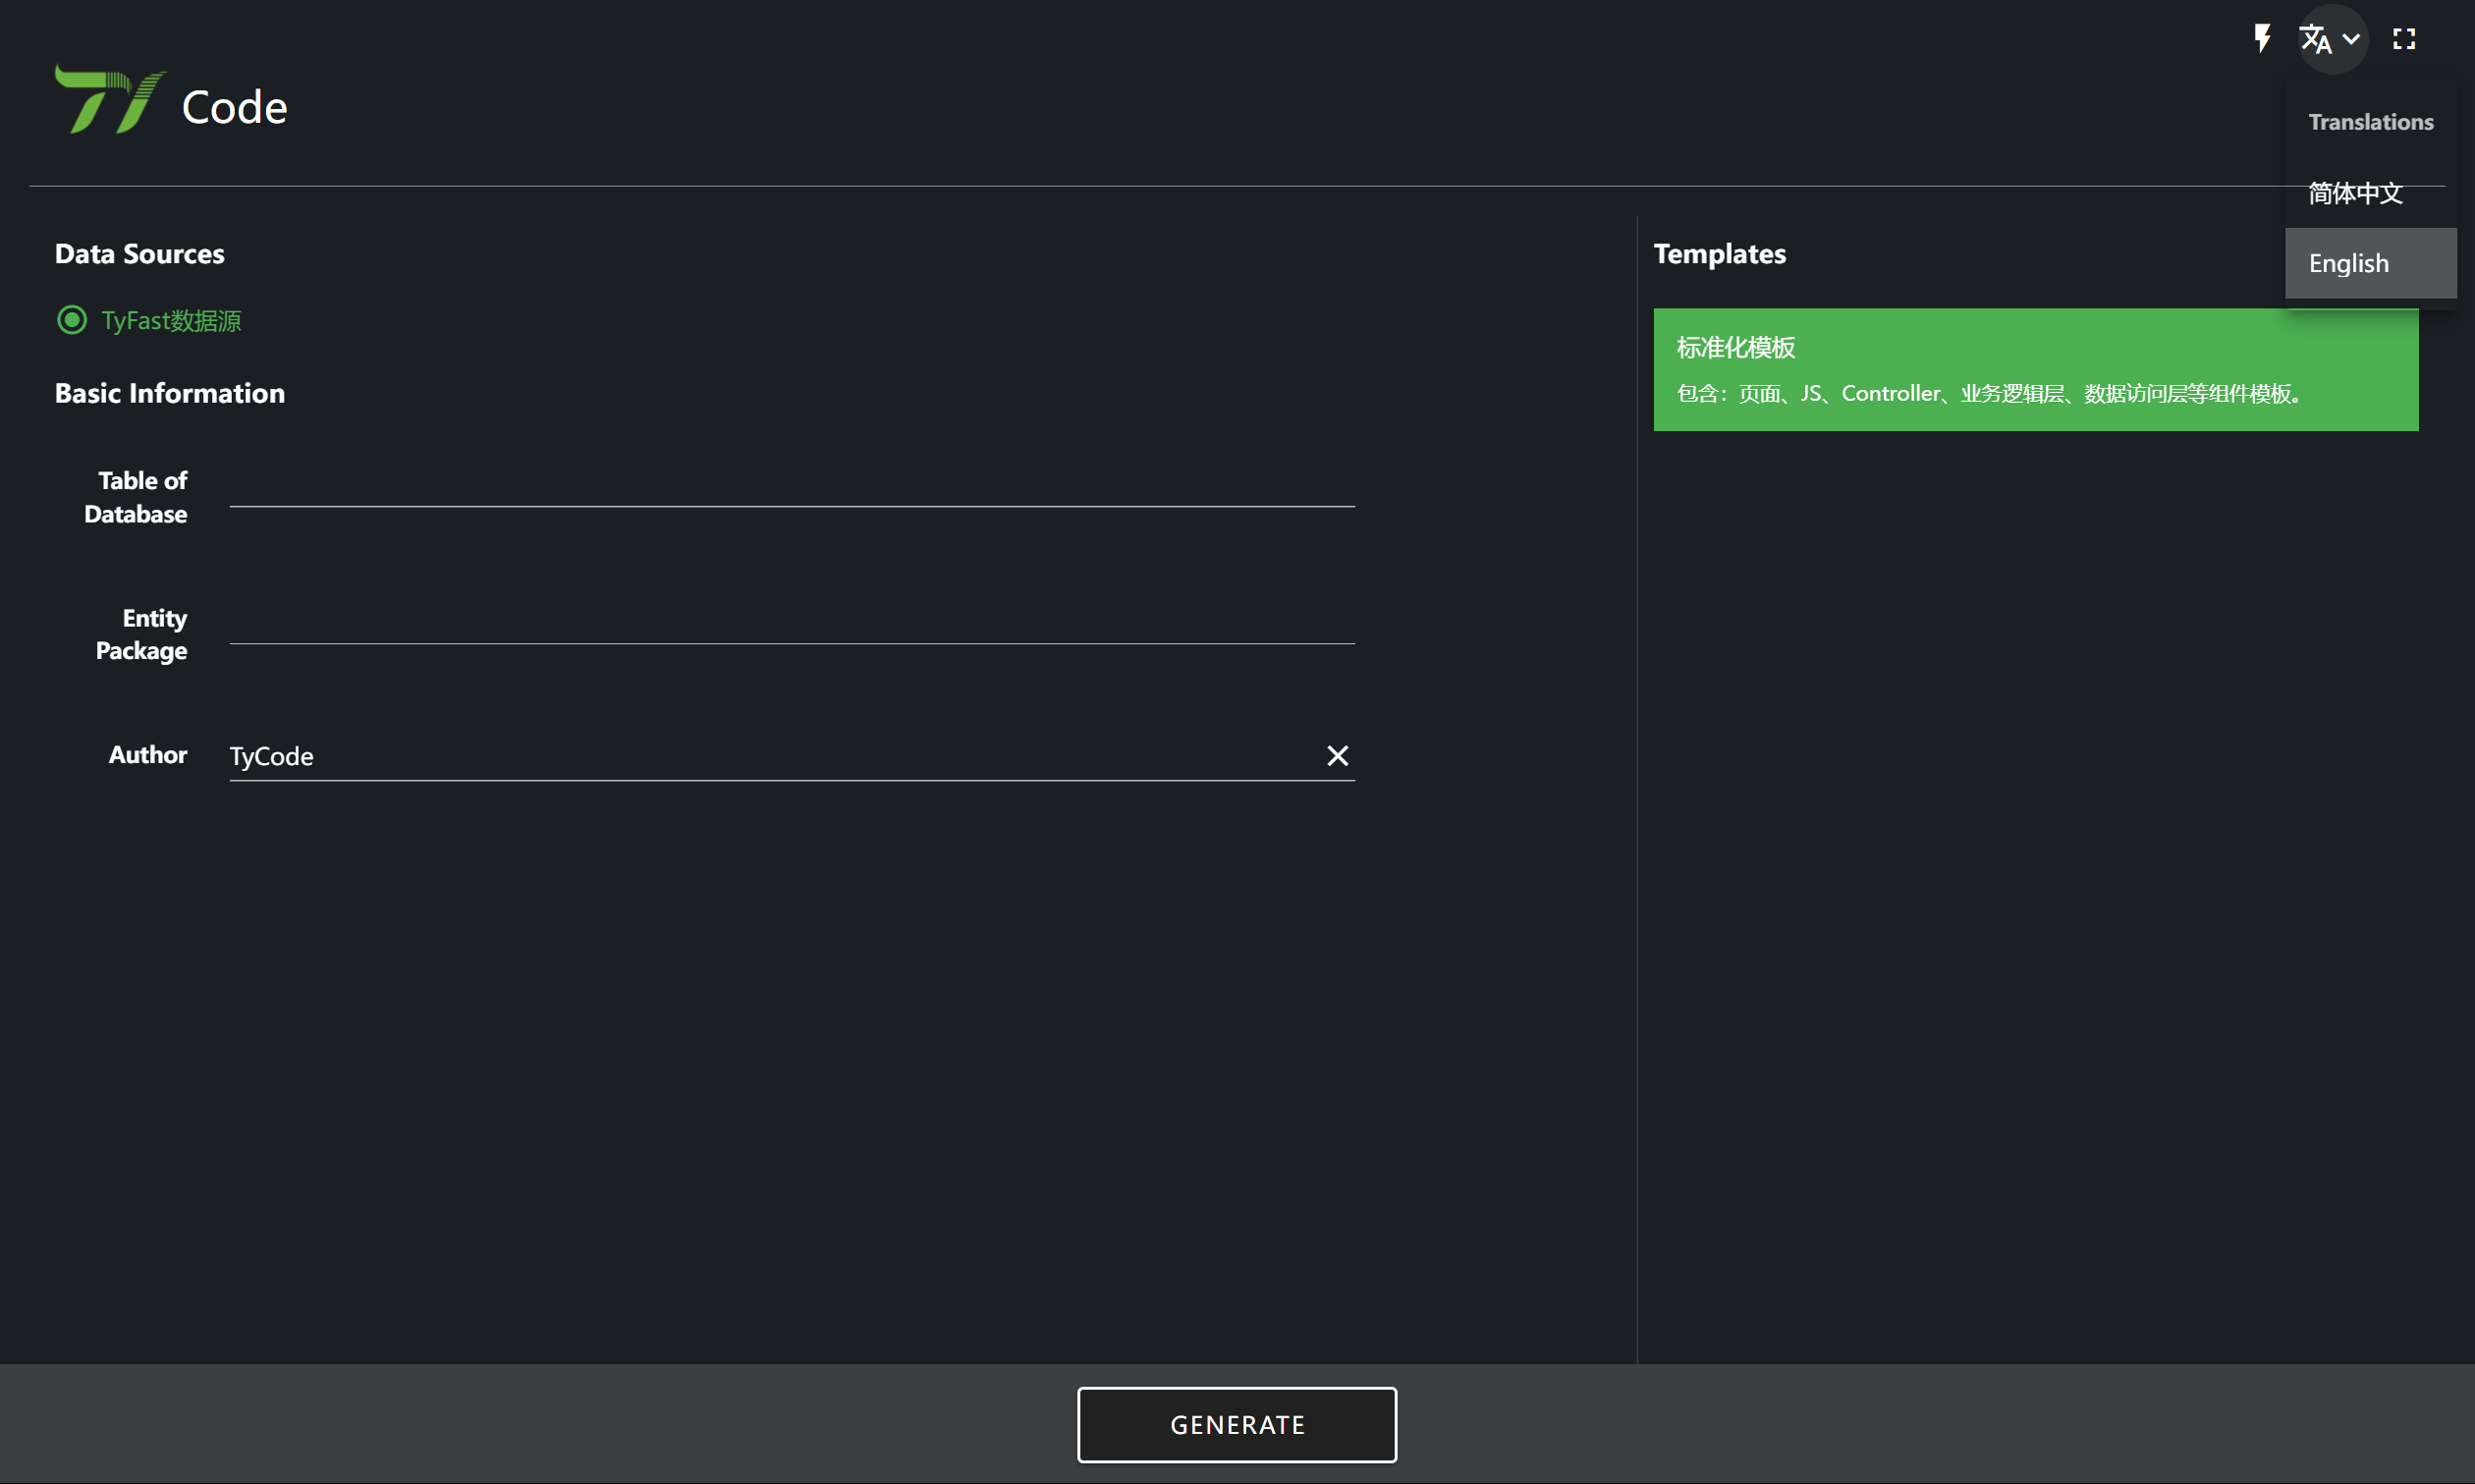 TY Code
Translations
简体中文
English
Data Sources
TyFast数据源
Basic Information
Table of
Database
Entity
Package
Author
TyCode
Templates
标准化模板
包含：页面、JS、Controller、业务逻辑层、数据访问层等组件模板。
GENERATE